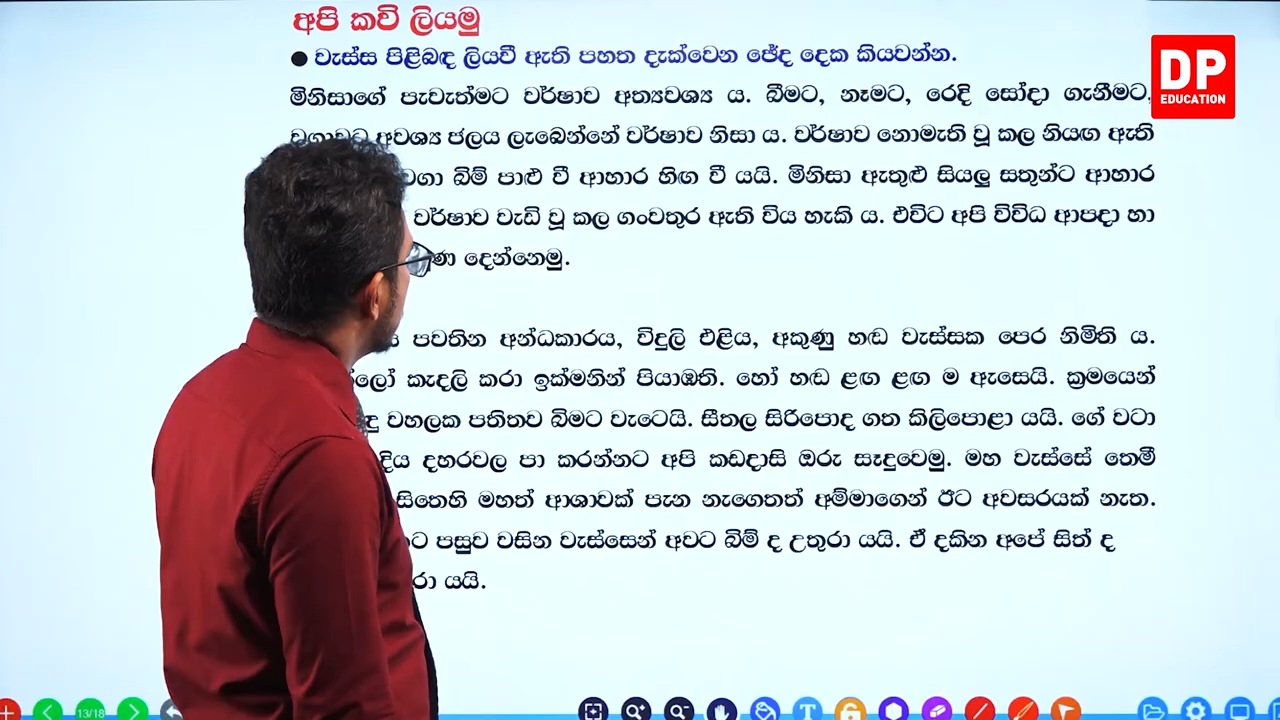 අපි කවි ලියමු
● වැස්ස පිළිබඳ ලියවී ඇති පහත දැක්වෙන ඡේද දෙක කියවන්න.
DP
EDUCATION
මිනිසාගේ පැවැත්මට වර්ෂාව අත්‍යවශ්‍ය ය. බීමට, නෑමට, රෙදි සෝදා ගැනීමට,
වගාවට අවශ්‍ය ජලය ලැබෙන්නේ වර්ෂාව නිසා ය. වර්ෂාව නොමැති වූ කල නියඟ ඇති
වගා බිම් පාළු වී ආහාර හිඟ වී යයි. මිනිසා ඇතුළු සියලු සතුන්ට ආහාර
වර්ෂාව වැඩි වූ කල ගංවතුර ඇති විය හැකි ය. එවිට අපි විවිධ ආපදා හා
දෙන්නෙමු.
පවතින අන්ධකාරය, විදුලි එළිය, අකුණු හඬ වැස්සක පෙර නිමිති ය.
කැදලි කරා ඉක්මනින් පියාඹති. හෝ හඬ ළඟ ළඟ ම ඇසෙයි. ක්‍රමයෙන්
වහලක පතිතව බිමට වැටෙයි. සීතල සිරිපොද ගත කිලිපොළා යයි. ගේ වටා
දහරවල පා කරන්නට අපි කඩදාසි ඔරු සෑදුවෙමු. මහ වැස්සේ තෙමී
සිතෙහි මහත් ආශාවක් පැන නැගෙතත් අම්මාගෙන් ඊට අවසරයක් නැත.
පසුව වසින වැස්සෙන් අවට බිම් ද උතුරා යයි. ඒ දකින අපේ සිත් ද
යයි.
13/18